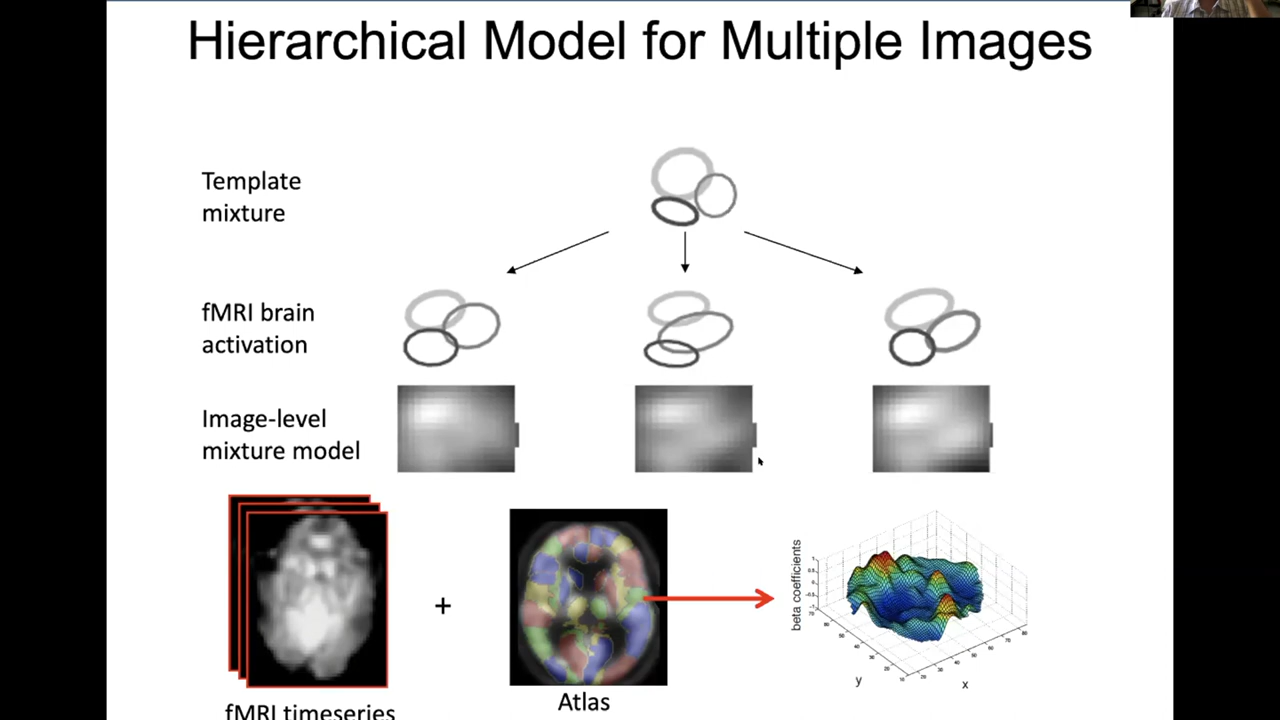 Hierarchical Model for Multiple Images
Template
mixture
fMRI brain
activation
Image-level
mixture model
+
beta coefficients
y
x
Atlas
fMRI timeseries